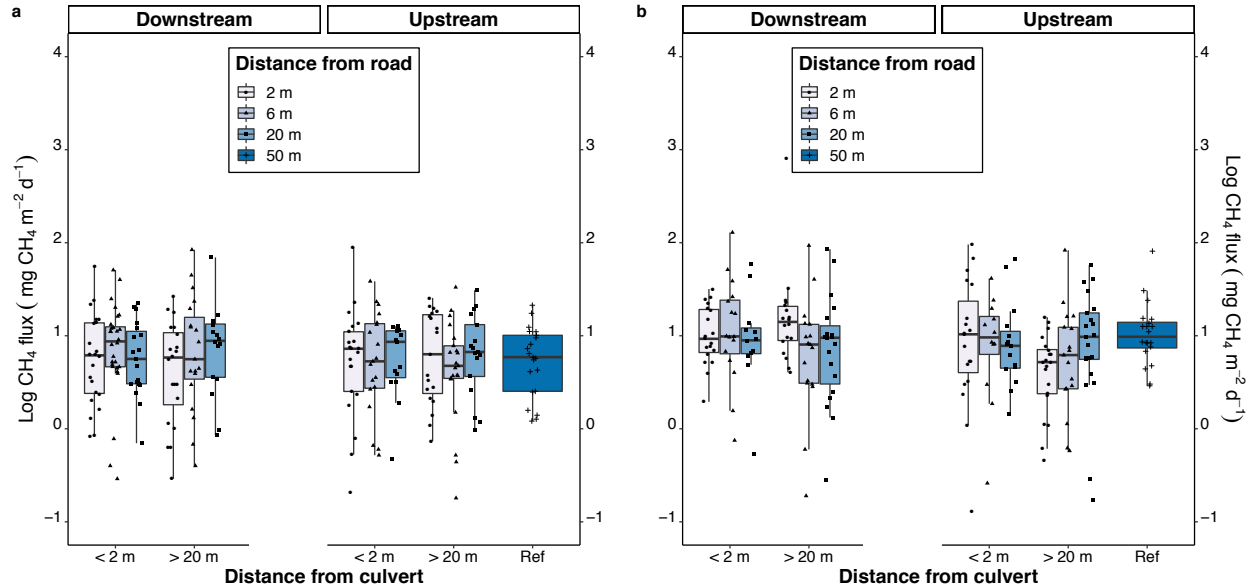 a
Downstream
Upstream
Distance from road
2 m
6 m
20 m
50 m
4
3
2
1
0
−1
4
3
2
1
0
−1
Log CH4 flux ( mg CH4 m−2 d−1)
< 2 m
> 20 m
< 2 m
> 20 m
Ref
Distance from culvert
b
Downstream
Upstream
Distance from road
2 m
6 m
20 m
50 m
4
3
2
1
0
−1
4
3
2
1
0
−1
Log CH4 flux ( mg CH4 m−2 d−1)
< 2 m
> 20 m
< 2 m
> 20 m
Ref
Distance from culvert